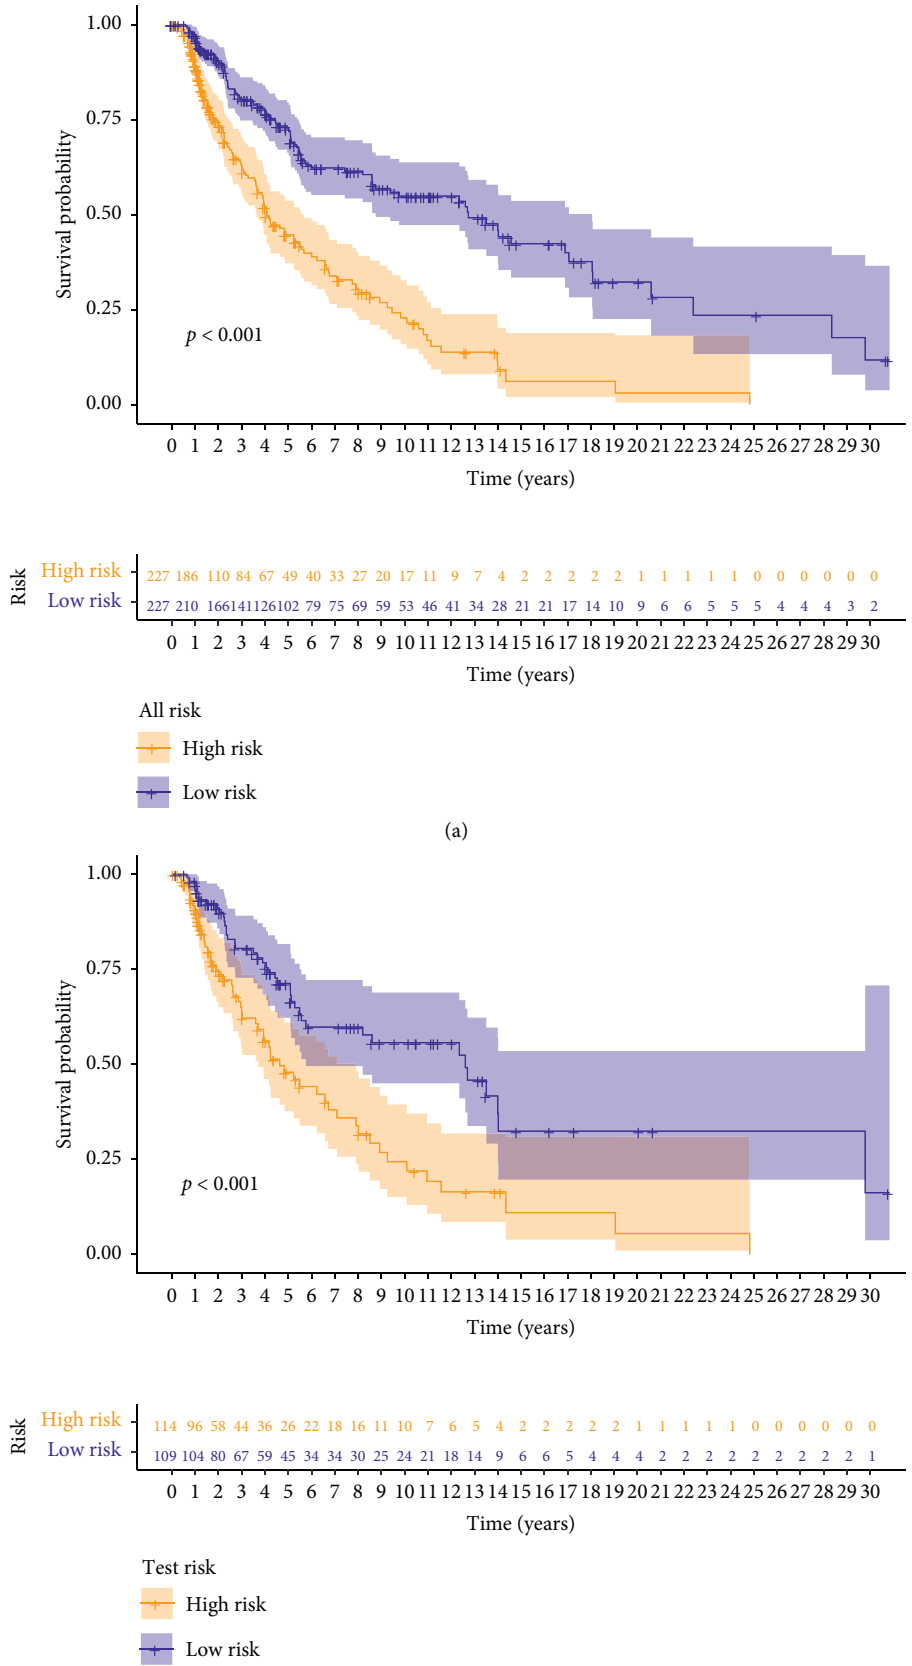 1.00
0.75
0.50
0.25
0.00
Survival probability
p < 0.001
0 1 2 3 4 5 6 7 8 9 10 11 12 13 14 15 16 17 18 19 20 21 22 23 24 25 26 27 28 29 30
Time (years)
Risk
High risk 227 186 110 84 67 49 40 33 27 20 17 11 9 7 4 2 2 2 2 2 1 1 1 1 1 0 0 0 0 0 0
Low risk 227 210 166 141 126 102 79 75 69 59 53 46 41 34 28 21 21 17 14 10 9 6 6 5 5 5 4 4 4 3 2
0 1 2 3 4 5 6 7 8 9 10 11 12 13 14 15 16 17 18 19 20 21 22 23 24 25 26 27 28 29 30
Time (years)
All risk
High risk
Low risk
(a)
1.00
0.75
0.50
0.25
0.00
Survival probability
p < 0.001
0 1 2 3 4 5 6 7 8 9 10 11 12 13 14 15 16 17 18 19 20 21 22 23 24 25 26 27 28 29 30
Time (years)
Risk
High risk 114 96 58 44 36 26 22 18 16 11 10 7 6 5 4 2 2 2 2 2 1 1 1 1 1 0 0 0 0 0 0
Low risk 109 104 80 67 59 45 34 34 30 25 24 21 18 14 9 6 6 5 4 4 4 2 2 2 2 2 2 2 2 2 1
0 1 2 3 4 5 6 7 8 9 10 11 12 13 14 15 16 17 18 19 20 21 22 23 24 25 26 27 28 29 30
Time (years)
Test risk
High risk
Low risk